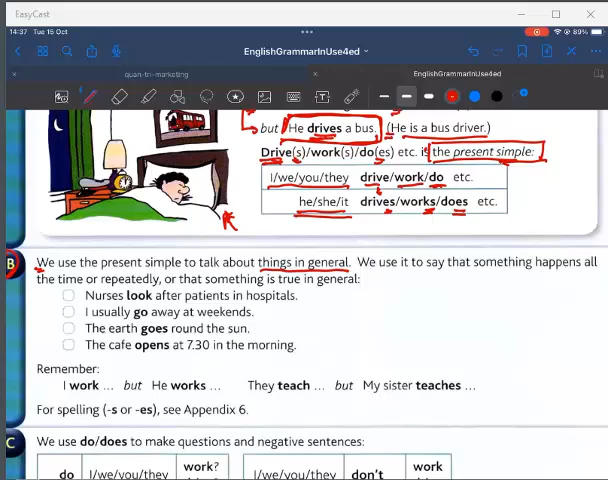 EasyCast
14:37 Tue 15 Oct
89%
EnglishGrammarInUse4ed
quan-tri-marketing
EnglishGrammarInUse4ed
but He drives a bus. (He is a bus driver.)
Drive(s)/work(s)/do(es) etc. is the present simple:
I/we/you/they drive/work/do etc.
he/she/it drives/works/does etc.
B
We use the present simple to talk about things in general. We use it to say that something happens all
the time or repeatedly, or that something is true in general:
Nurses look after patients in hospitals.
I usually go away at weekends.
The earth goes round the sun.
The cafe opens at 7.30 in the morning.
Remember:
I work ... but He works ... They teach ... but My sister teaches ...
For spelling (-s or -es), see Appendix 6.
C
We use do/does to make questions and negative sentences:
do I/we/you/they work? I/we/you/they don't work